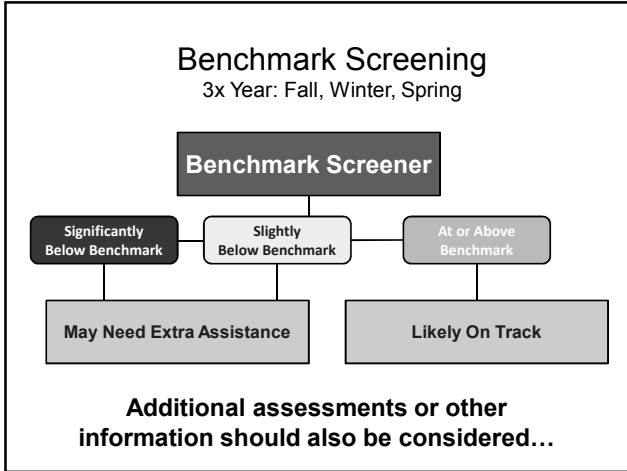 Benchmark Screening
3x Year: Fall, Winter, Spring
Benchmark Screener
Significantly
Below Benchmark
Slightly
Below Benchmark
At or Above
Benchmark
May Need Extra Assistance
Likely On Track
Additional assessments or other
information should also be considered…